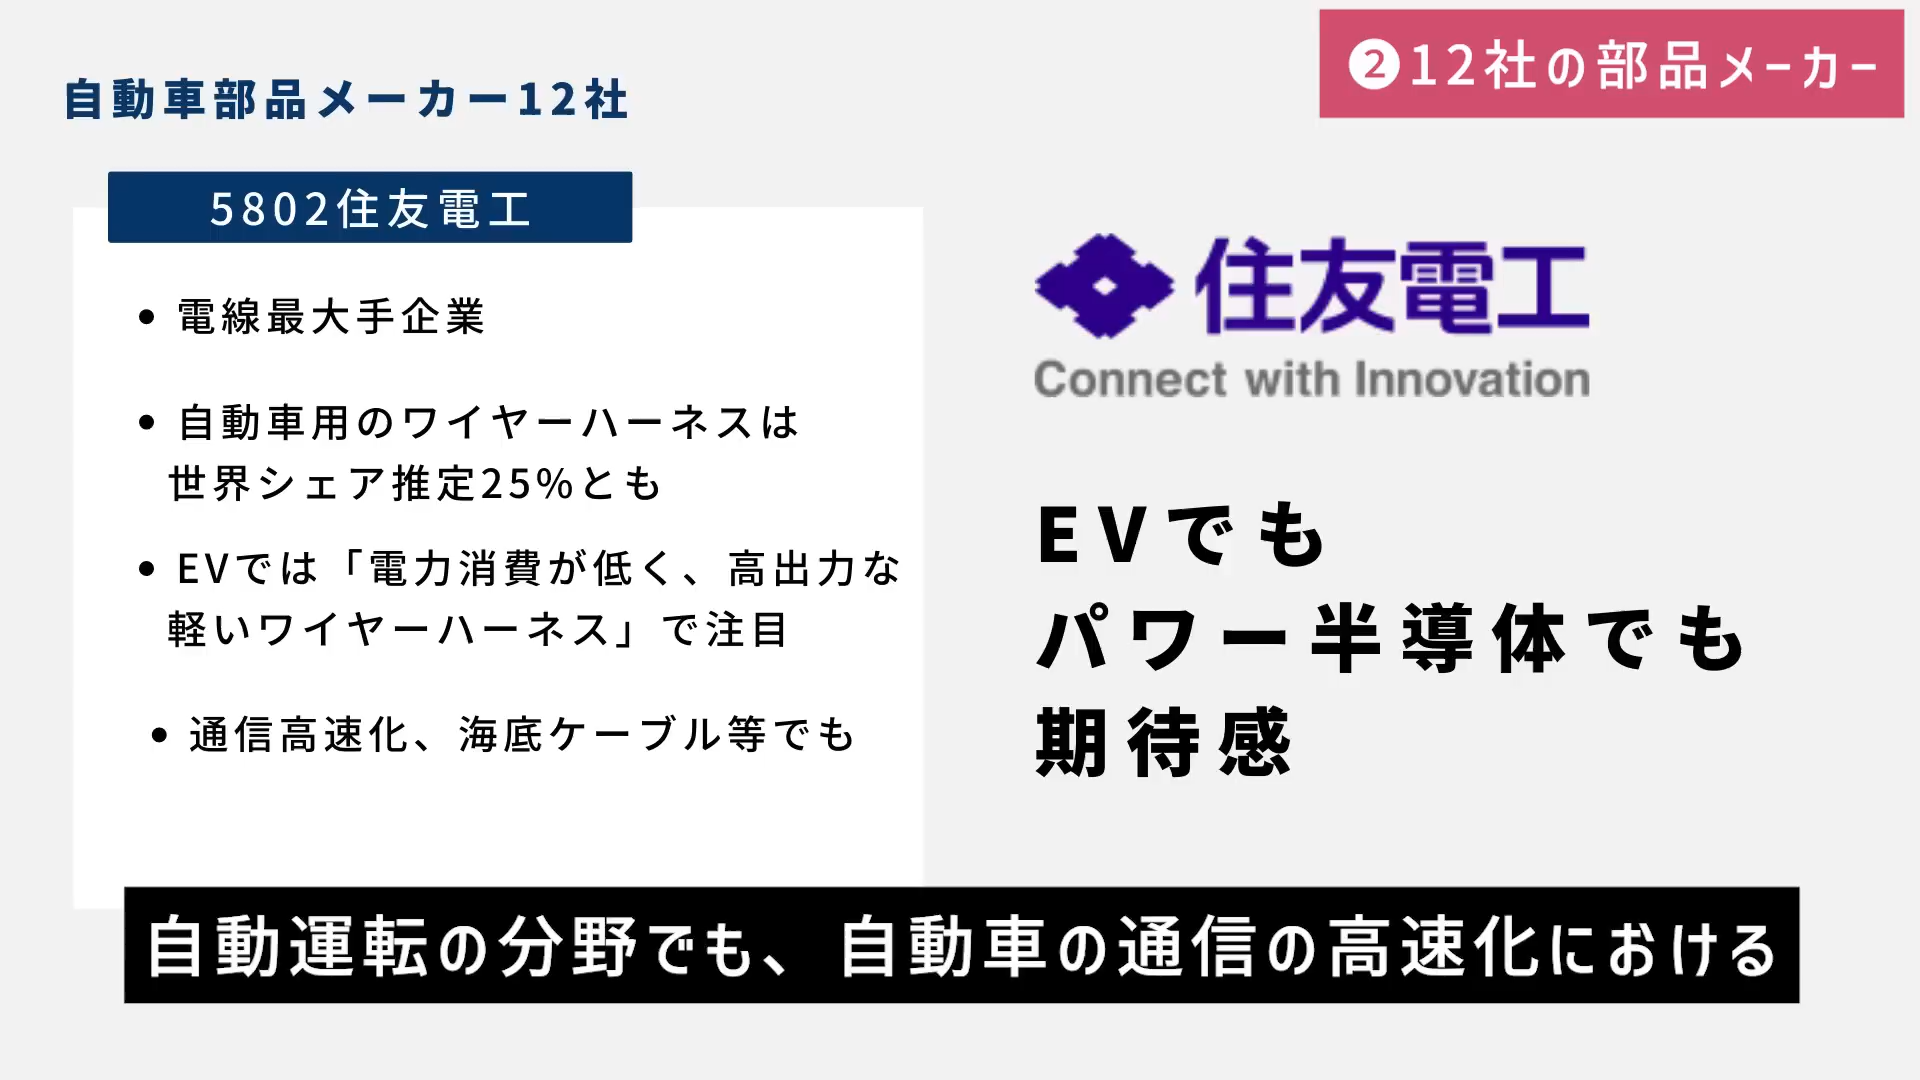 ❷12社の部品メーカー
自動車部品メーカー12社
5802住友電工
• 電線最大手企業
• 自動車用のワイヤーハーネスは
世界シェア推定25%とも
• EVでは「電力消費が低く、高出力な
軽いワイヤーハーネス」で注目
• 通信高速化、海底ケーブル等でも
住友電工
Connect with Innovation
EVでも
パワー半導体でも
期待感
自動運転の分野でも、自動車の通信の高速化における